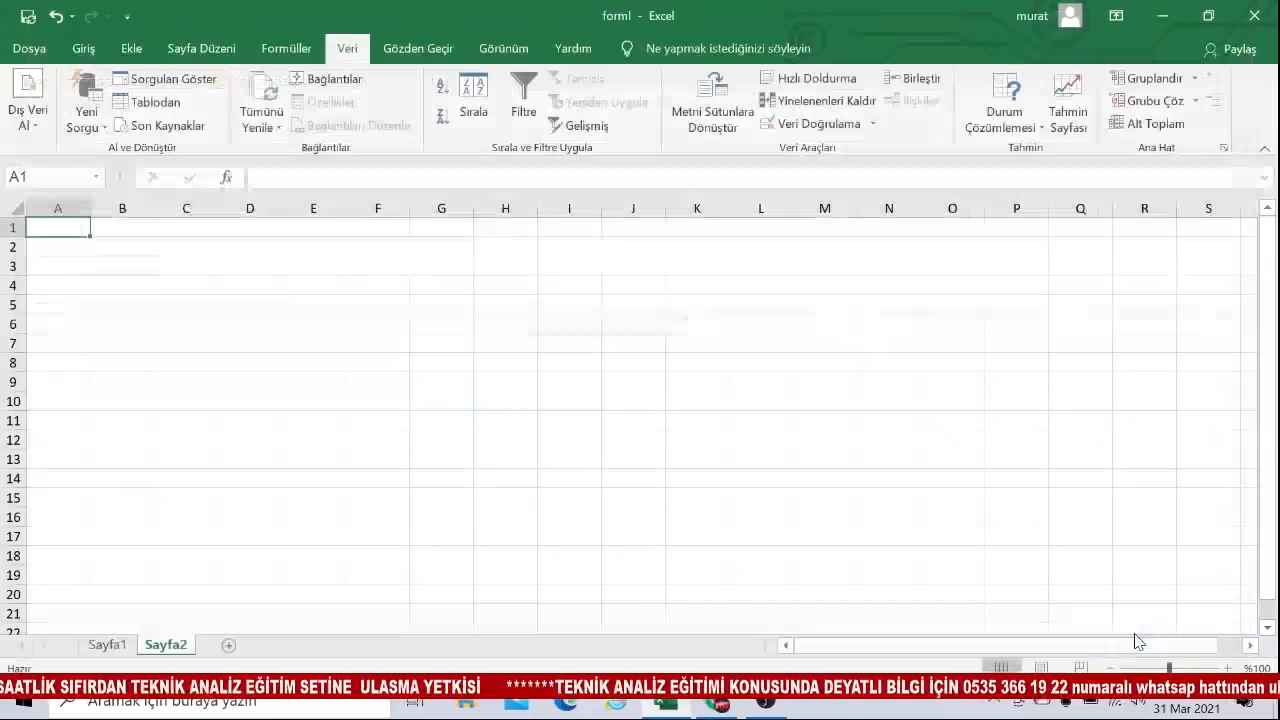 forml - Excel
murat
Dosya Giriş Ekle Sayfa Düzeni Formüller Veri Gözden Geçir Görünüm Yardım Ne yapmak istediğinizi söyleyin Paylaş
Dış Veri Al
Yeni Sorgu
Sorguları Göster
Tablodan
Son Kaynaklar
Al ve Dönüştür
Tümünü Yenile
Bağlantılar
Özellikler
Bağlantıları Düzenle
Bağlantılar
Sırala
Filtre
Temizle
Yeniden Uygula
Gelişmiş
Sırala ve Filtre Uygula
Metni Sütunlara Dönüştür
Hızlı Doldurma
Yinelenenleri Kaldır
Veri Doğrulama
Birleştir
İlişkiler
Veri Araçları
Durum Çözümlemesi
Tahmin Sayfası
Tahmin
Gruplandır
Grubu Çöz
Alt Toplam
Ana Hat
A1
fx
A B C D E F G H I J K L M N O P Q R S
1
2
3
4
5
6
7
8
9
10
11
12
13
14
15
16
17
18
19
20
21
22
Sayfa1 Sayfa2
Hazır
%100
SAATLİK SIFIRDAN TEKNİK ANALİZ EĞİTİM SETİNE ULASMA YETKİSİ *******TEKNİK ANALİZ EĞİTİMİ KONUSUNDA DEYATLI BİLGİ İÇİN 0535 366 19 22 numaralı whatsap hattından
Aramak için buraya yazın
31 Mar 2021